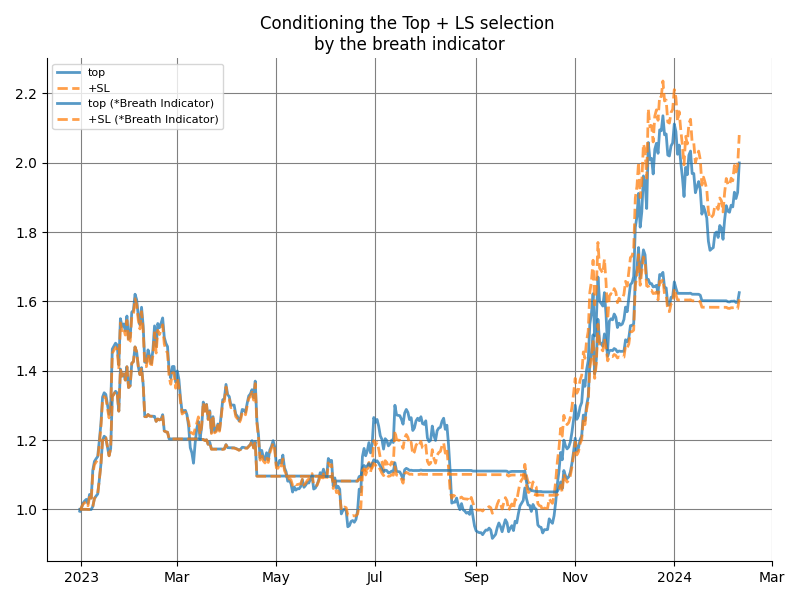 Conditioning the Top + LS selection
by the breath indicator
top
+SL
top (*Breath Indicator)
+SL (*Breath Indicator)
2.2
2.0
1.8
1.6
1.4
1.2
1.0
2023 Mar May Jul Sep Nov 2024 Mar